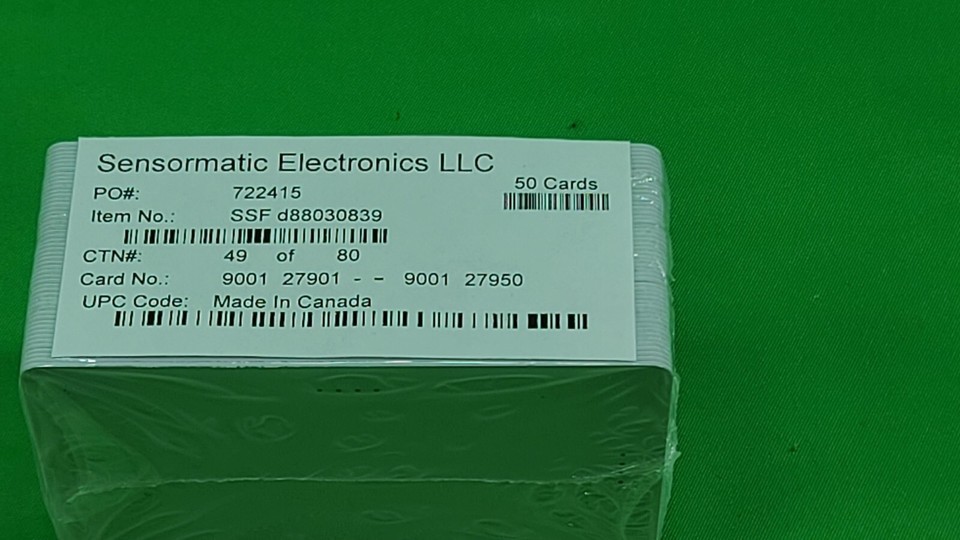 Sensormatic Electronics LLC
PO#: 722415
50 Cards
Item No.: SSF d88030839
CTN#: 49 of 80
Card No.: 9001 27901 - - 9001 27950
UPC Code: Made In Canada